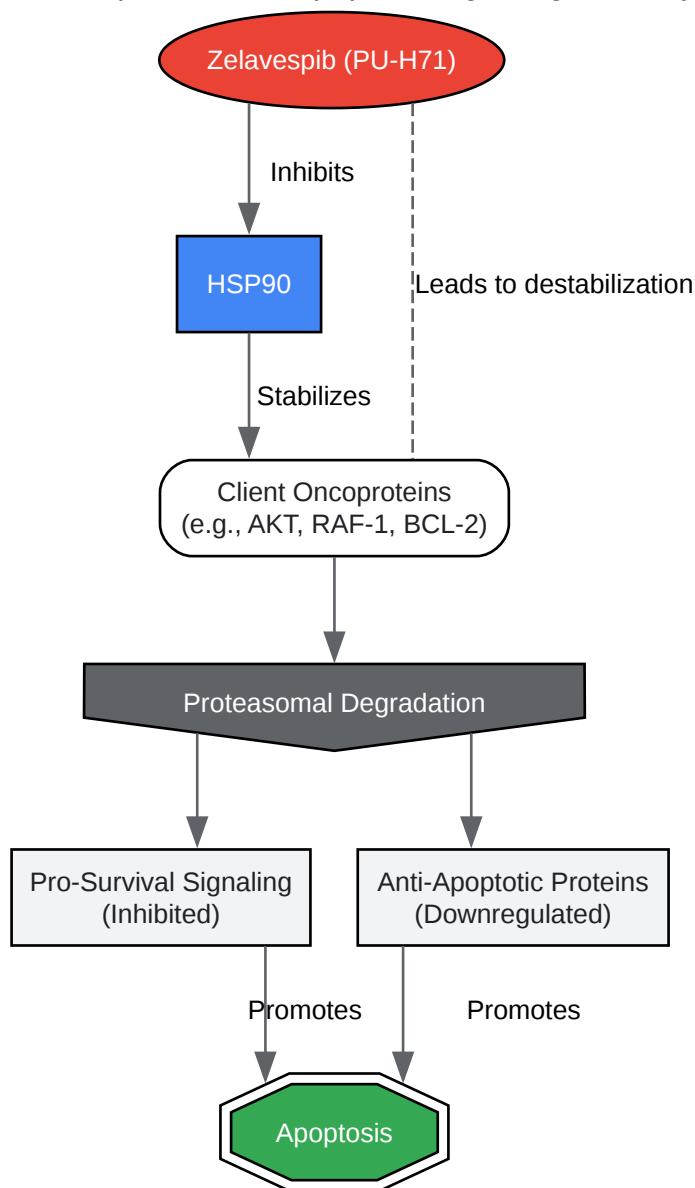 Zelavespib (PU-H71)
Inhibits
HSP90
Leads to destabilization
Stabilizes
Client Oncoproteins
(e.g., AKT, RAF-1, BCL-2)
Proteasomal Degradation
Pro-Survival Signaling
(Inhibited)
Anti-Apoptotic Proteins
(Downregulated)
Promotes
Promotes
Apoptosis